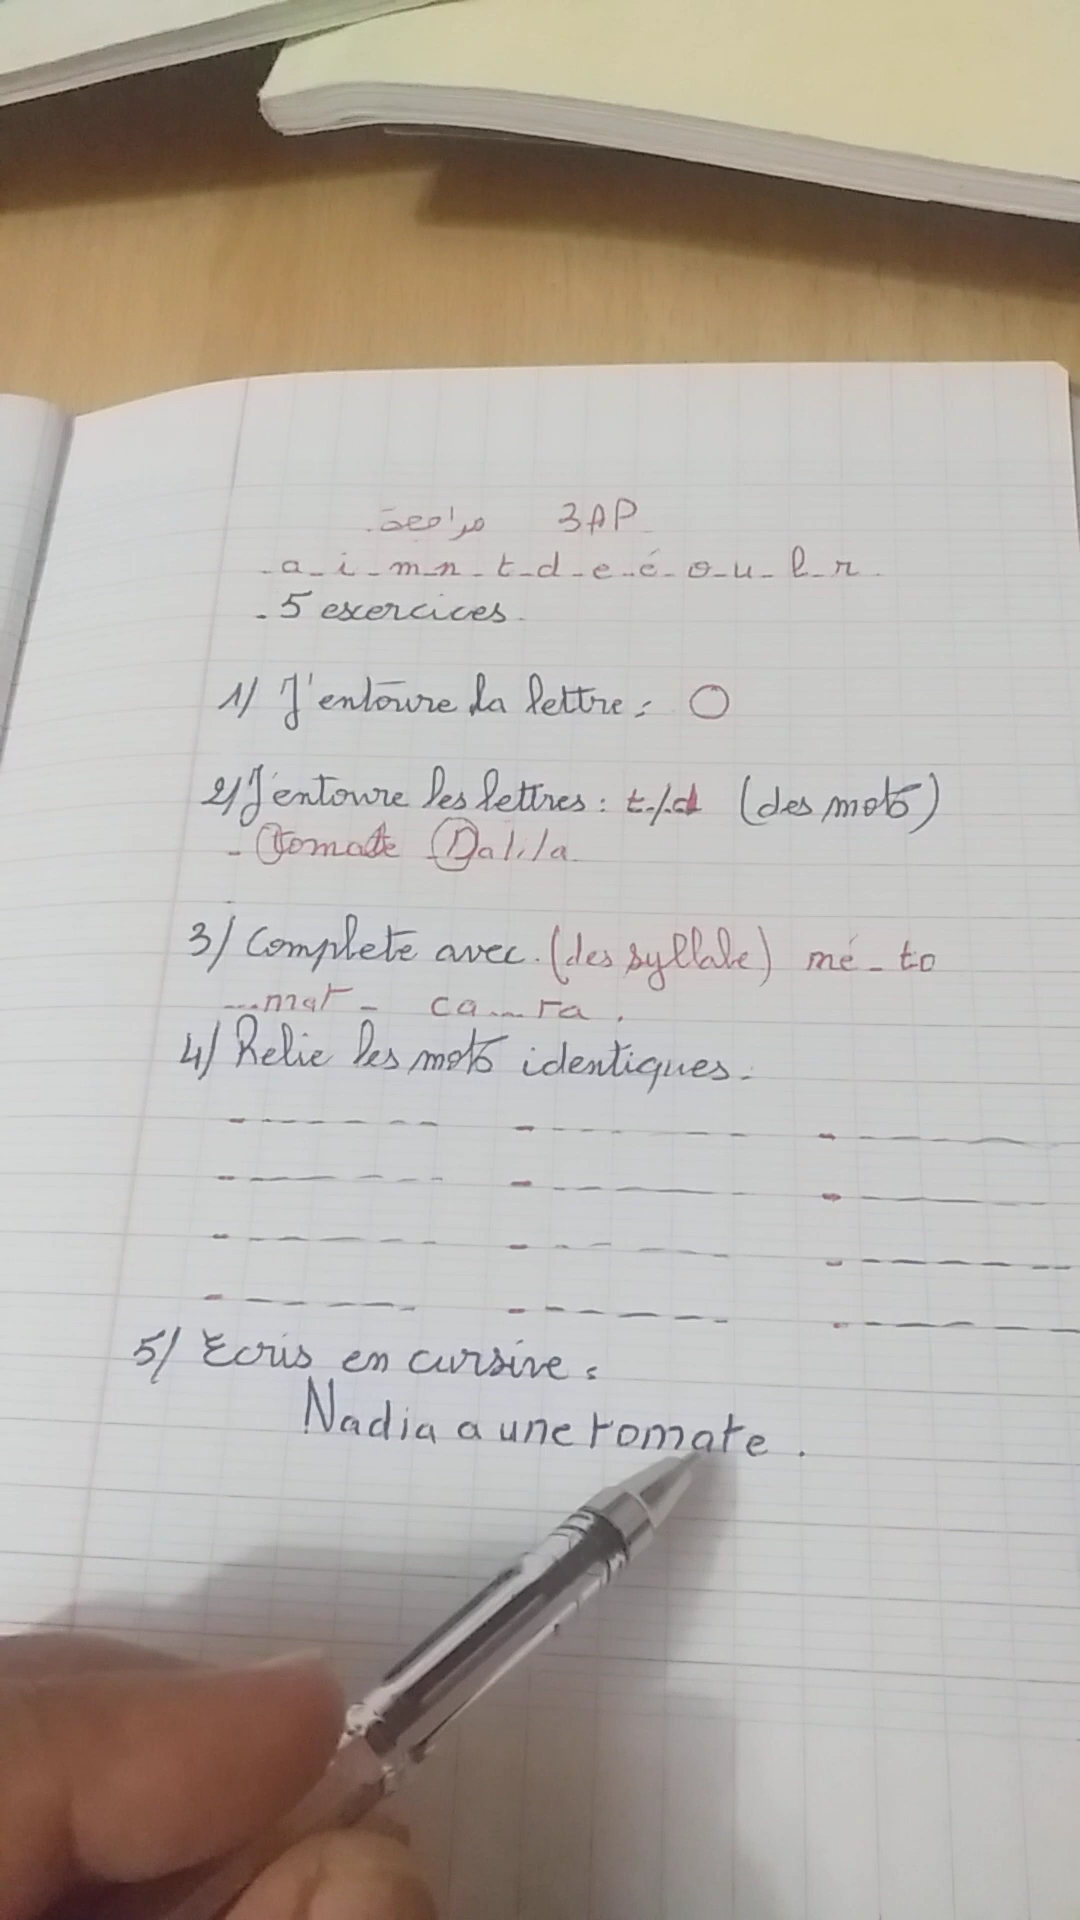 مراجعة 3AP
- a - i - m - n - t - d - e - é - o - u - l - r.
- 5 exercices.
1/ J'entoure la lettre : O
2/ J'entoure les lettres : t./.d (des mots)
- tomate - Dalila
3/ Complete avec. (des syllabe) mé - to
....mat - ca....ra.
4/ Relie les mots identiques.
5/ Ecris en cursive :
Nadia a une tomate.